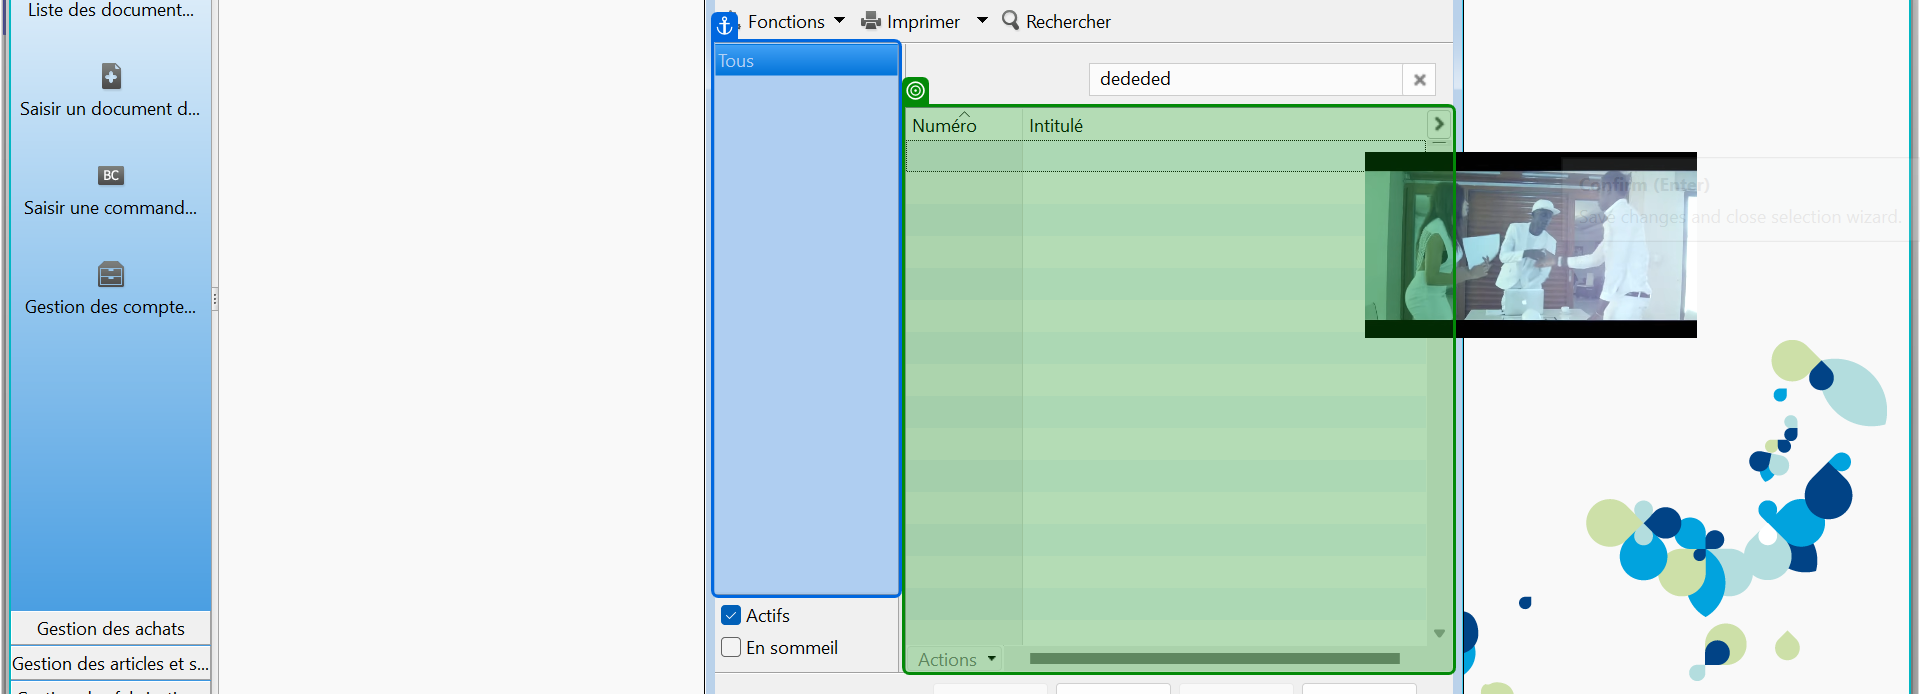 Liste des document...
Fonctions
Imprimer
Rechercher
Tous
dededed
Saisir un document d...
Numéro
Intitulé
BC
Saisir une command...
Confirm (Enter)
Save changes and close selection wizard.
Gestion des compte...
Actifs
En sommeil
Actions
Gestion des achats
Gestion des articles et s...